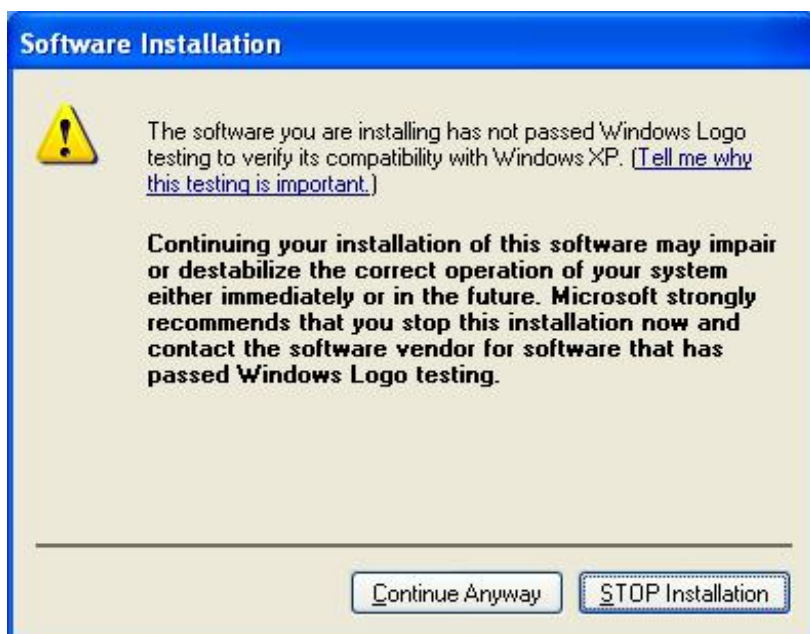 Software Installation
The software you are installing has not passed Windows Logo
testing to verify its compatibility with Windows XP. (Tell me why
this testing is important.)
Continuing your installation of this software may impair
or destabilize the correct operation of your system
either immediately or in the future. Microsoft strongly
recommends that you stop this installation now and
contact the software vendor for software that has
passed Windows Logo testing.
Continue Anyway
STOP Installation